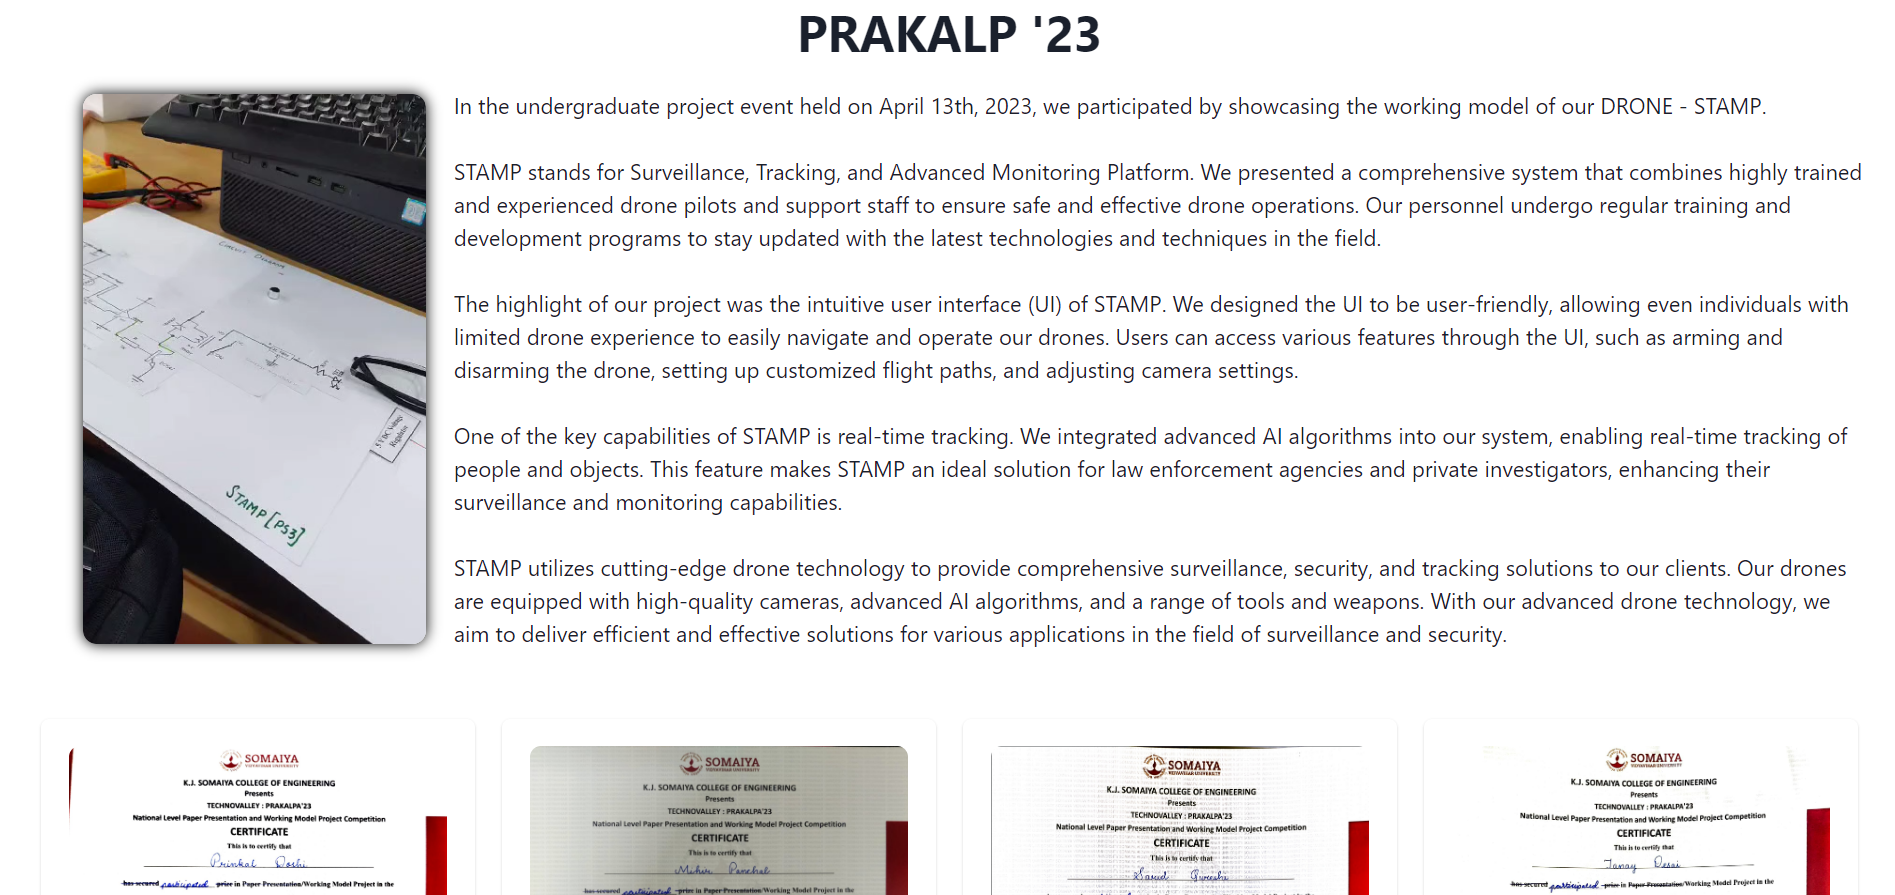 PRAKALP '23
In the undergraduate project event held on April 13th, 2023, we participated by showcasing the working model of our DRONE - STAMP.
STAMP stands for Surveillance, Tracking, and Advanced Monitoring Platform. We presented a comprehensive system that combines highly trained
and experienced drone pilots and support staff to ensure safe and effective drone operations. Our personnel undergo regular training and
development programs to stay updated with the latest technologies and techniques in the field.
The highlight of our project was the intuitive user interface (UI) of STAMP. We designed the UI to be user-friendly, allowing even individuals with
limited drone experience to easily navigate and operate our drones. Users can access various features through the UI, such as arming and
disarming the drone, setting up customized flight paths, and adjusting camera settings.
One of the key capabilities of STAMP is real-time tracking. We integrated advanced AI algorithms into our system, enabling real-time tracking of
people and objects. This feature makes STAMP an ideal solution for law enforcement agencies and private investigators, enhancing their
surveillance and monitoring capabilities.
STAMP utilizes cutting-edge drone technology to provide comprehensive surveillance, security, and tracking solutions to our clients. Our drones
are equipped with high-quality cameras, advanced AI algorithms, and a range of tools and weapons. With our advanced drone technology, we
aim to deliver efficient and effective solutions for various applications in the field of surveillance and security.
CIRCUIT DIAGRAM
5V DC Voltage
Regulator
STAMP [PS3]
SOMAIYA
VIDYAVIHAR UNIVERSITY
K.J. SOMAIYA COLLEGE OF ENGINEERING
Presents
TECHNOVALLEY : PRAKALPA'23
National Level Paper Presentation and Working Model Project Competition
CERTIFICATE
This is to certify that
Prinkal Doshi
has secured participated prize in Paper Presentation/Working Model Project in the
SOMAIYA
VIDYAVIHAR UNIVERSITY
K.J. SOMAIYA COLLEGE OF ENGINEERING
Presents
TECHNOVALLEY : PRAKALPA'23
National Level Paper Presentation and Working Model Project Competition
CERTIFICATE
This is to certify that
Mihir Panchal
has secured participated prize in Paper Presentation/Working Model Project in the
SOMAIYA
VIDYAVIHAR UNIVERSITY
K.J. SOMAIYA COLLEGE OF ENGINEERING
Presents
TECHNOVALLEY : PRAKALPA'23
National Level Paper Presentation and Working Model Project Competition
CERTIFICATE
This is to certify that
SOMAIYA
VIDYAVIHAR UNIVERSITY
K.J. SOMAIYA COLLEGE OF ENGINEERING
Presents
TECHNOVALLEY : PRAKALPA'23
National Level Paper Presentation and Working Model Project Competition
CERTIFICATE
This is to certify that
Tanay Desai
has secured participated prize in Paper Presentation/Working Model Project in the